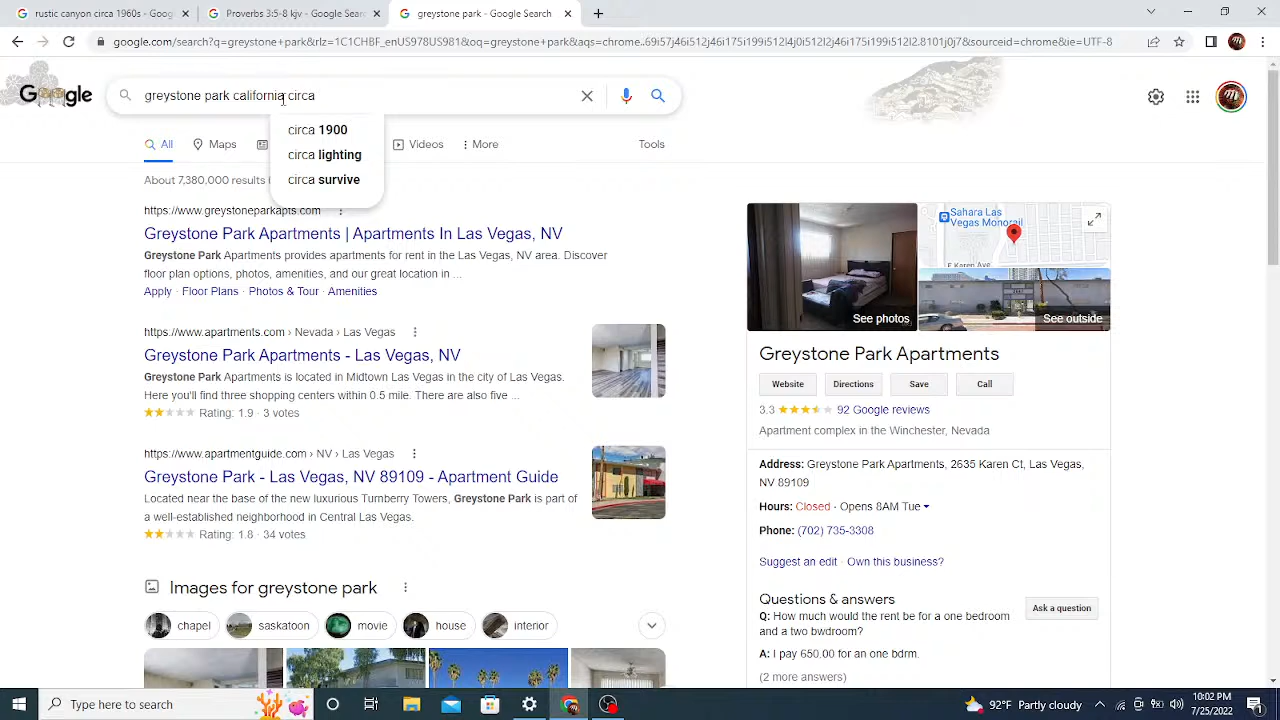 rustic canyon circa 1960s - Goog
Proverbs 3:5-8 kjv - Google Searc
greystone park - Google Search
google.com/search?q=greystone+park&rlz=1C1CHBF_enUS978US981&oq=greystone+park&aqs=chrome..69i57j46i512j46i175i199i512l4j0i512l2j46i175i199i512l2.8101j0j7&sourceid=chrome&ie=UTF-8
Google
greystone park california circa
circa 1900
circa lighting
circa survive
All
Maps
Videos
More
Tools
About 7,380,000 results
https://www.greystoneparkapts.com
Greystone Park Apartments | Apartments In Las Vegas, NV
Greystone Park Apartments provides apartments for rent in the Las Vegas, NV area. Discover
floor plan options, photos, amenities, and our great location in ...
Apply · Floor Plans · Photos & Tour · Amenities
https://www.apartments.com › Nevada › Las Vegas
Greystone Park Apartments - Las Vegas, NV
Greystone Park Apartments is located in Midtown Las Vegas in the city of Las Vegas.
Here you'll find three shopping centers within 0.5 mile. There are also five ...
Rating: 1.9 · 3 votes
https://www.apartmentguide.com › NV › Las Vegas
Greystone Park - Las Vegas, NV 89109 - Apartment Guide
Located near the base of the new luxurious Turnberry Towers, Greystone Park is part of
a well-established neighborhood in Central Las Vegas.
Rating: 1.8 · 34 votes
Images for greystone park
chapel
saskatoon
movie
house
interior
See photos
Sahara Las
Vegas Monorail
E Karen Ave
See outside
Greystone Park Apartments
Website
Directions
Save
Call
3.3
92 Google reviews
Apartment complex in the Winchester, Nevada
Address: Greystone Park Apartments, 2635 Karen Ct, Las Vegas,
NV 89109
Hours: Closed · Opens 8AM Tue
Phone: (702) 735-3308
Suggest an edit · Own this business?
Questions & answers
Ask a question
Q: How much would the rent be for a one bedroom
and a two bwdroom?
A: I pay 650.00 for an one bdrm.
(2 more answers)
Type here to search
92°F Partly cloudy
10:02 PM
7/25/2022